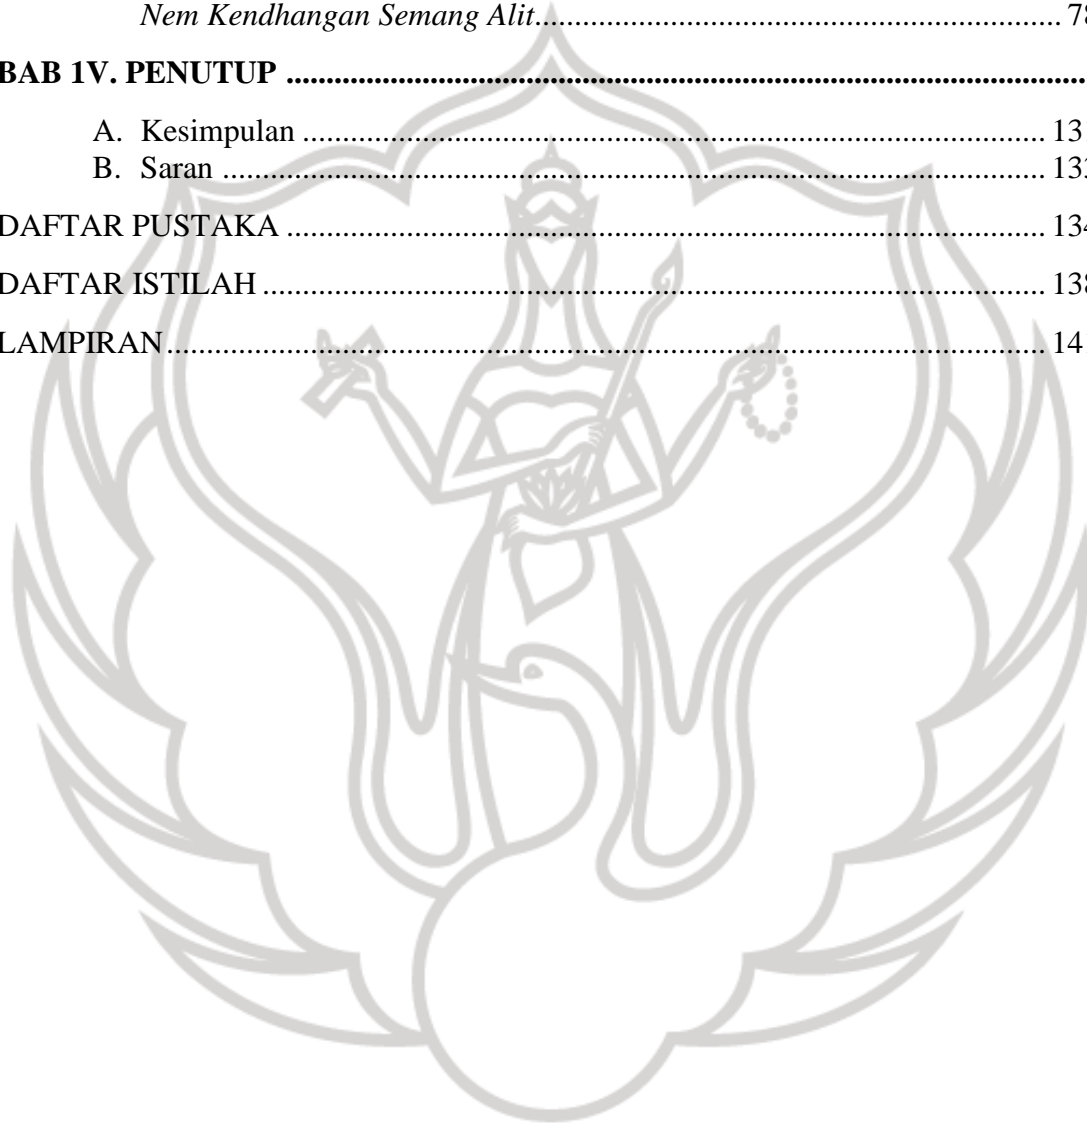 Nem Kendhangan Semang Alit.................................................................. 78
BAB 1V. PENUTUP ....................................................................................................
A. Kesimpulan .............................................................................................. 13
B. Saran ........................................................................................................ 133
DAFTAR PUSTAKA ................................................................................................ 134
DAFTAR ISTILAH ................................................................................................... 138
LAMPIRAN............................................................................................................... 14